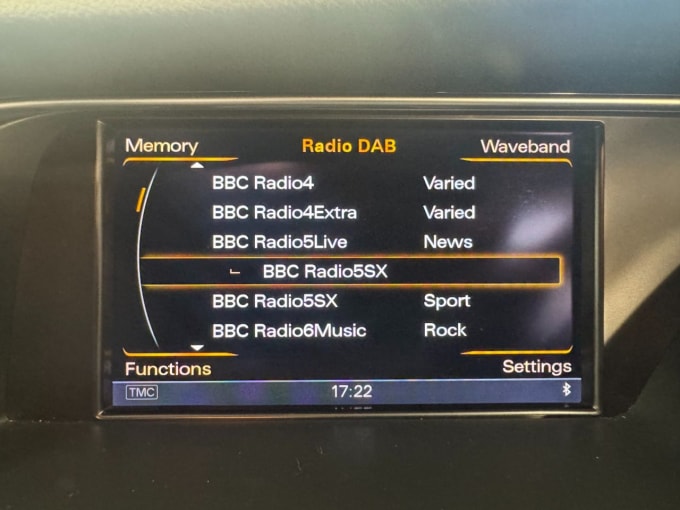 Memory Radio DAB Waveband
BBC Radio4 Varied
BBC Radio4Extra Varied
BBC Radio5Live News
BBC Radio5SX
BBC Radio5SX Sport
BBC Radio6Music Rock
Functions Settings
TMC 17:22